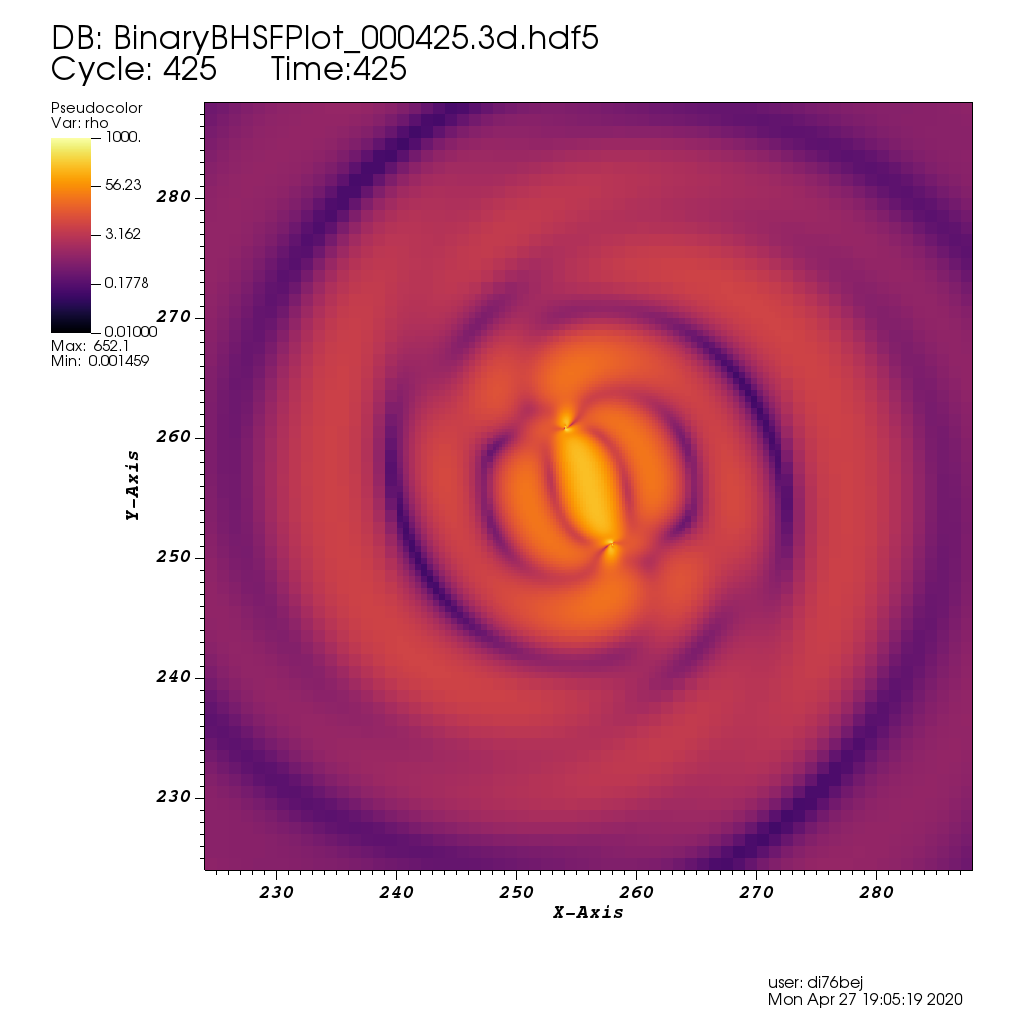 DB: BinaryBHSFPlot_000425.3d.hdf5
Cycle: 425 Time:425
Pseudocolor
Var: rho
1000.
56.23
3.162
0.1778
0.01000
Max: 652.1
Min: 0.001459
280
270
260
250
240
230
Y-Axis
230 240 250 260 270 280
X-Axis
user: di76bej
Mon Apr 27 19:05:19 2020